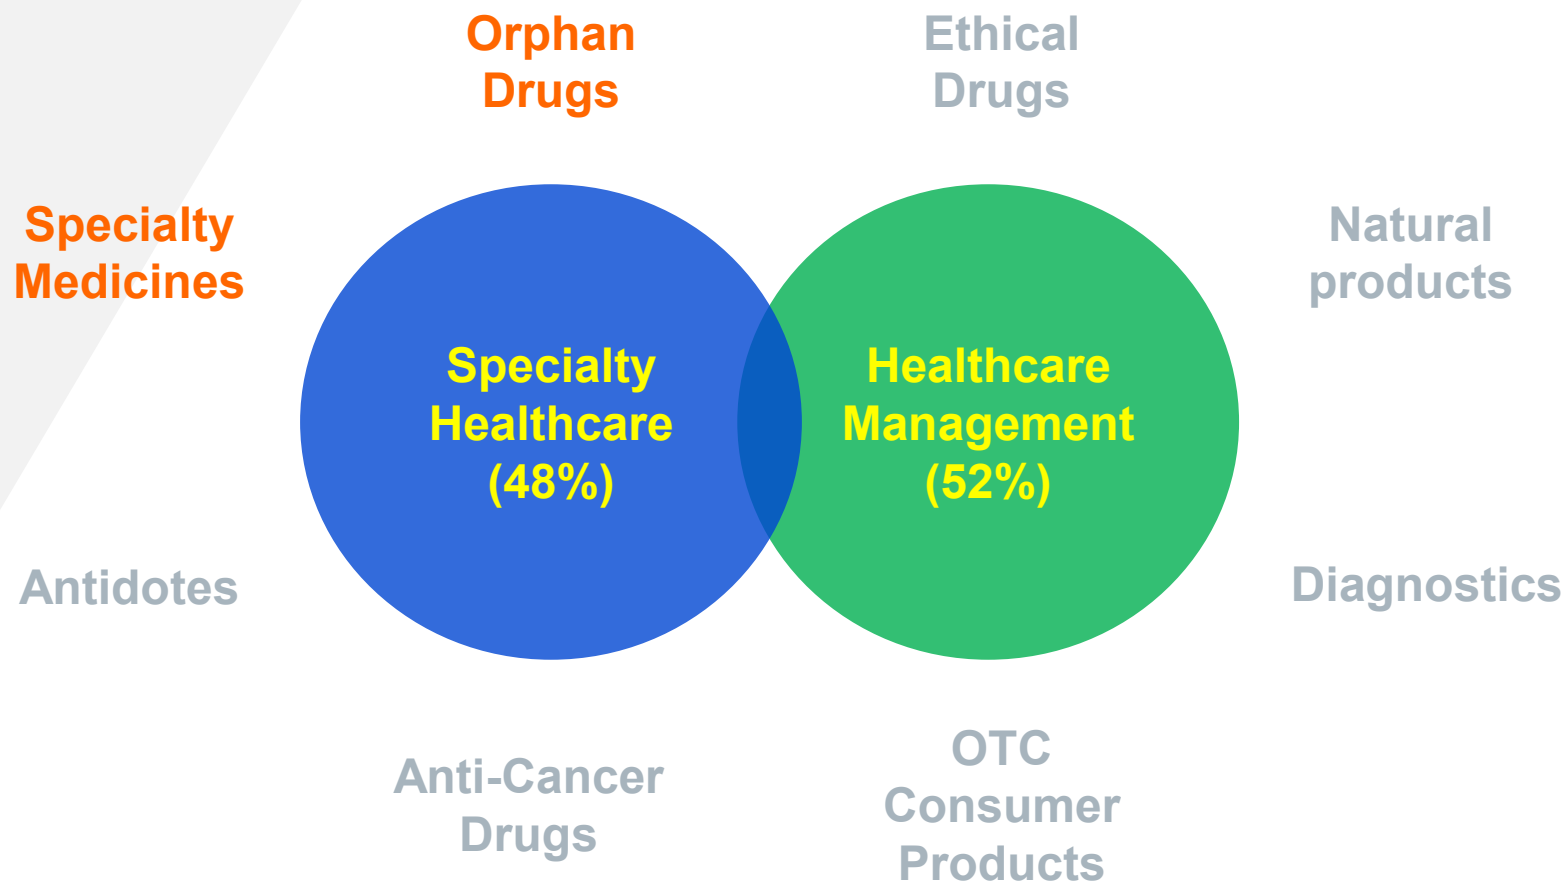 Orphan
Drugs
Ethical
Drugs
Specialty
Medicines
Natural
products
Specialty
Healthcare
(48%)
Healthcare
Management
(52%)
Antidotes
Diagnostics
Anti-Cancer
Drugs
OTC
Consumer
Products